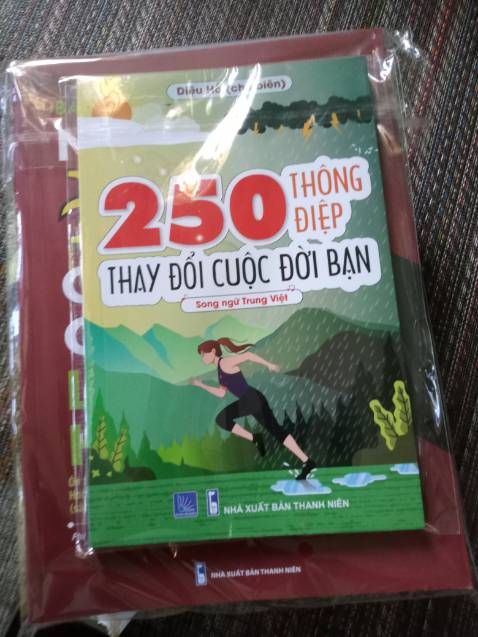 Diệu Hồ (chủ biên)
250 THÔNG
ĐIỆP
THAY ĐỔI CUỘC ĐỜI BẠN
Song ngữ Trung Việt
NHÀ XUẤT BẢN THANH NIÊN
NHÀ XUẤT BẢN THANH NIÊN